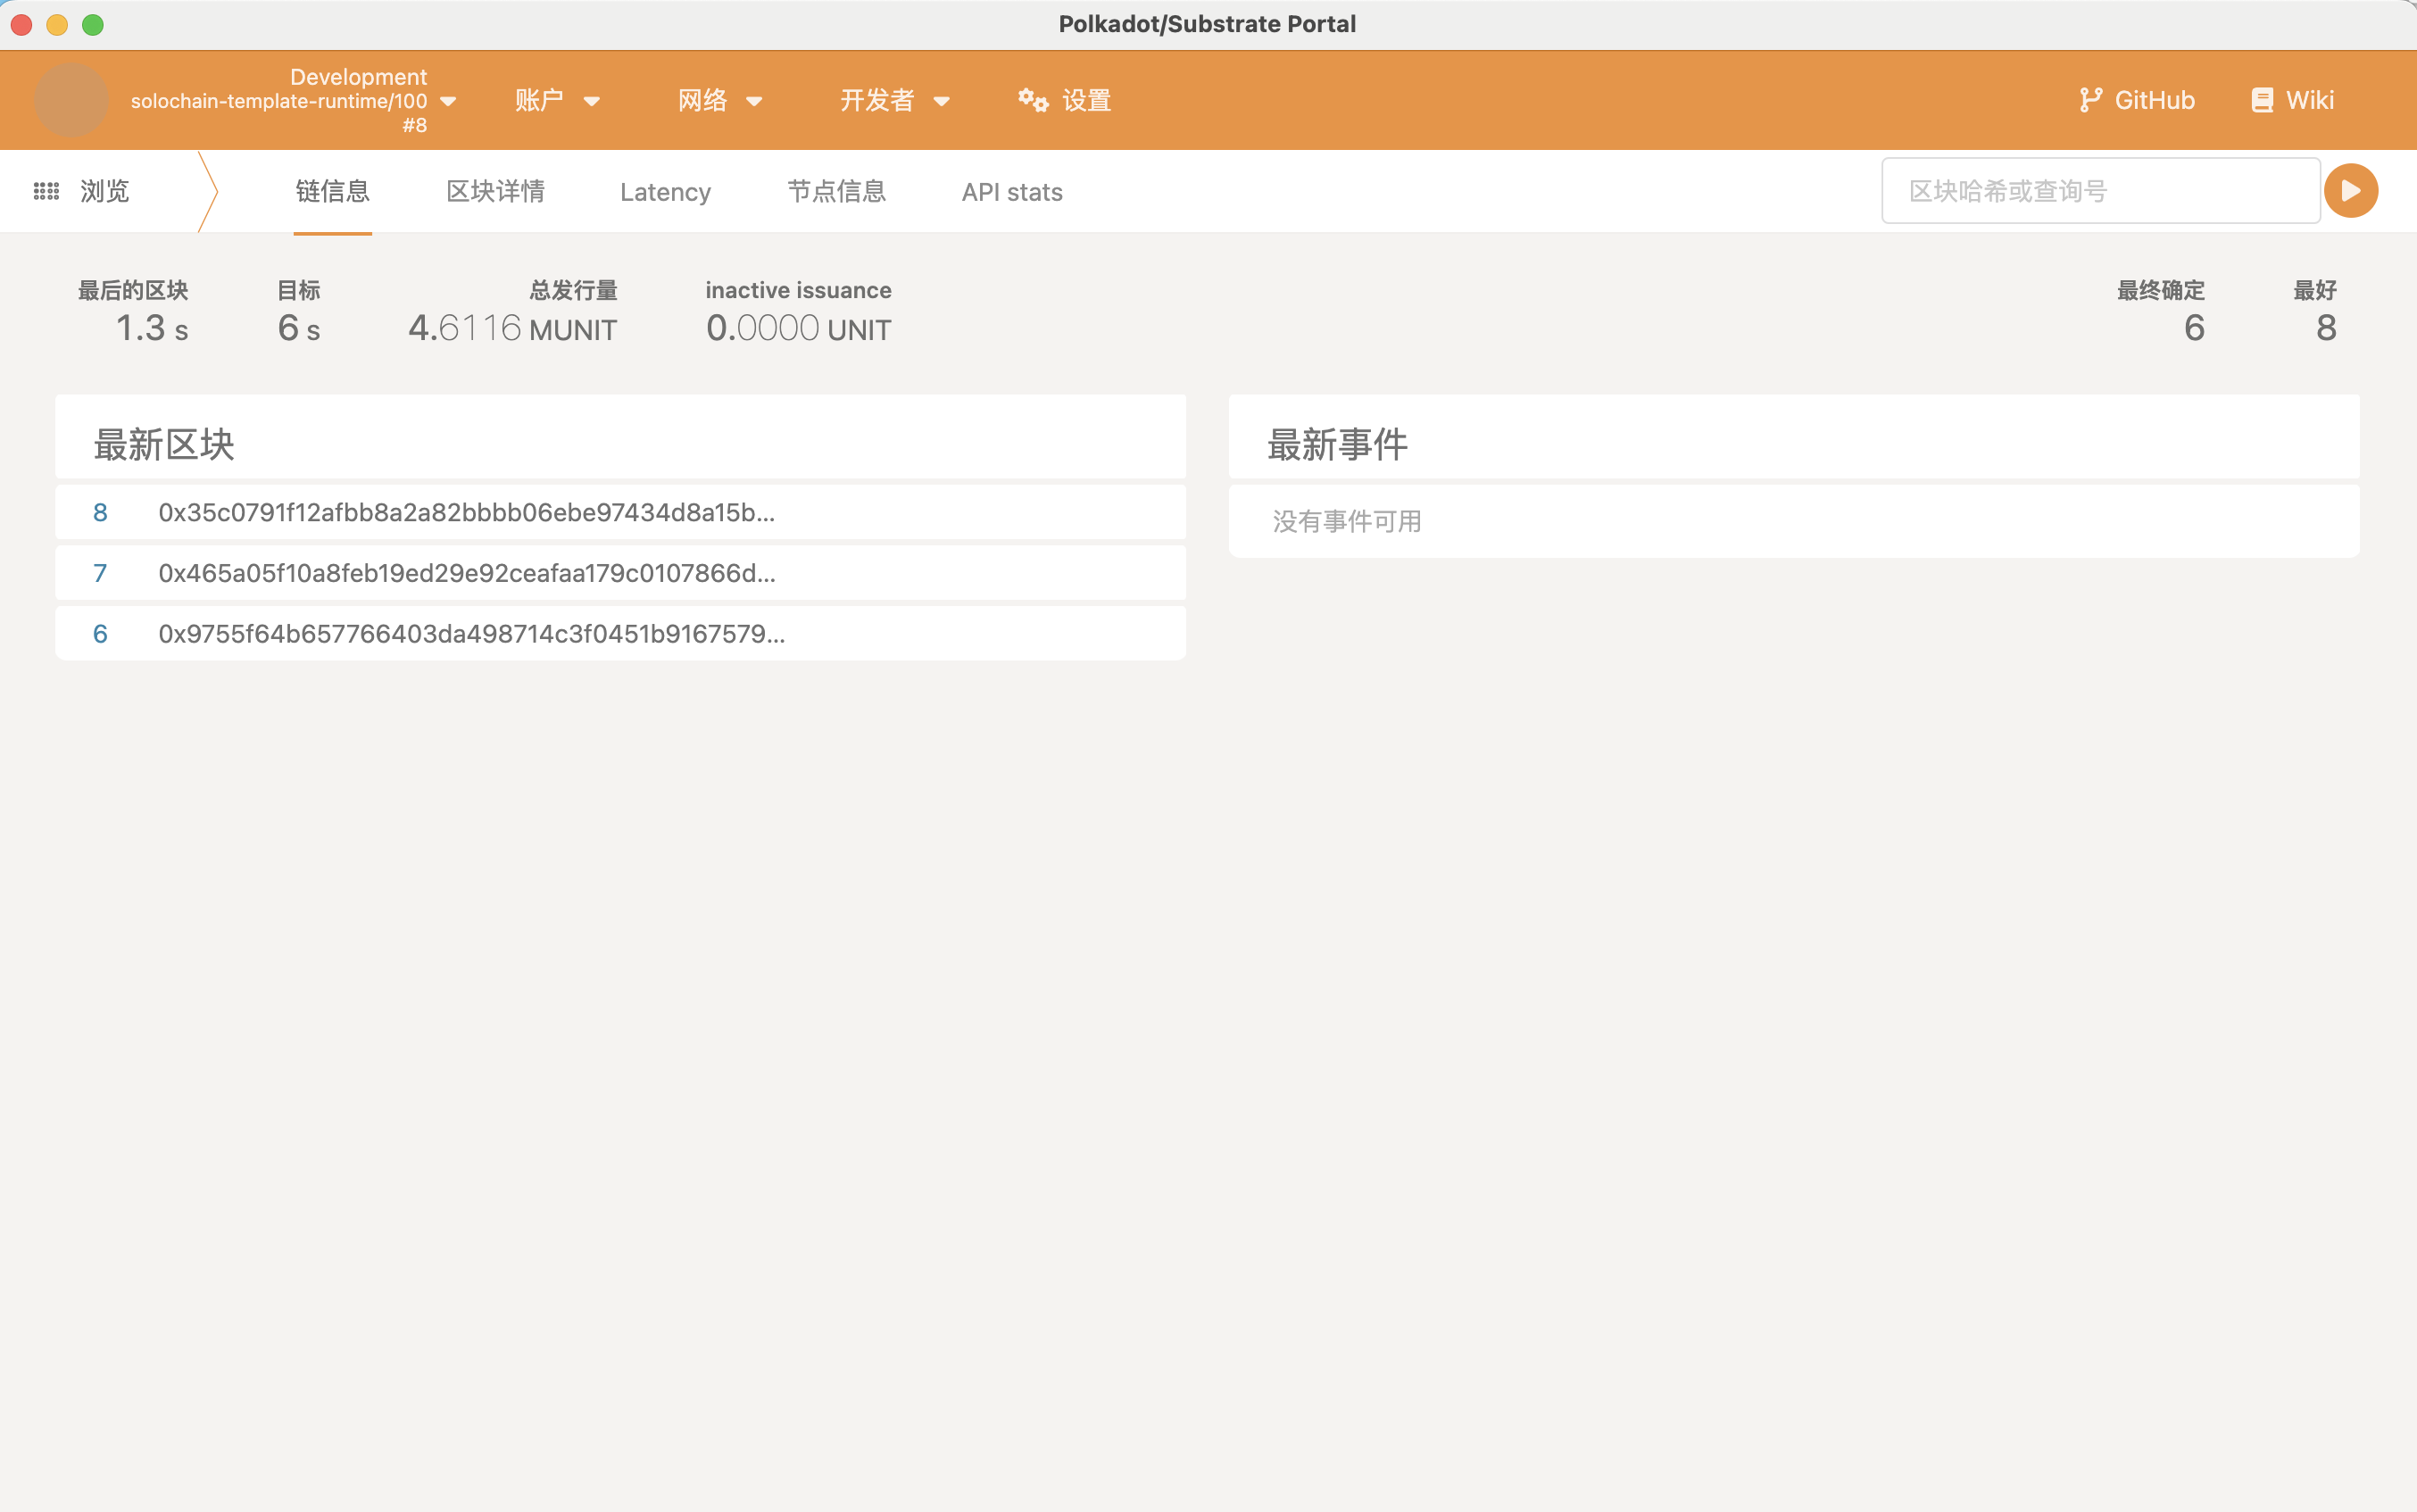 Polkadot/Substrate Portal
Development
solochain-template-runtime/100
#8
账户
网络
开发者
设置
GitHub
Wiki
浏览
链信息
区块详情
Latency
节点信息
API stats
区块哈希或查询号
最后的区块
1.3 s
目标
6 s
总发行量
4.6116 MUNIT
inactive issuance
0.0000 UNIT
最终确定
6
最好
8
最新区块
8 0x35c0791f12afbb8a2a82bbbb06ebe97434d8a15b...
7 0x465a05f10a8feb19ed29e92ceafaa179c0107866d...
6 0x9755f64b657766403da498714c3f0451b9167579...
最新事件
没有事件可用